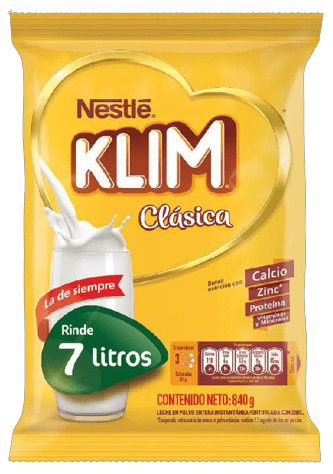 Nestlé
KLIM
Clásica
La de siempre
Rinde
7 litros
Calcio
Zinc*
Proteína
Vitaminas
y Minerales
3
CONTENIDO NETO: 840 g
LECHE EN POLVO ENTERA INSTANTÁNEA FORTIFICADA CON ZINC.